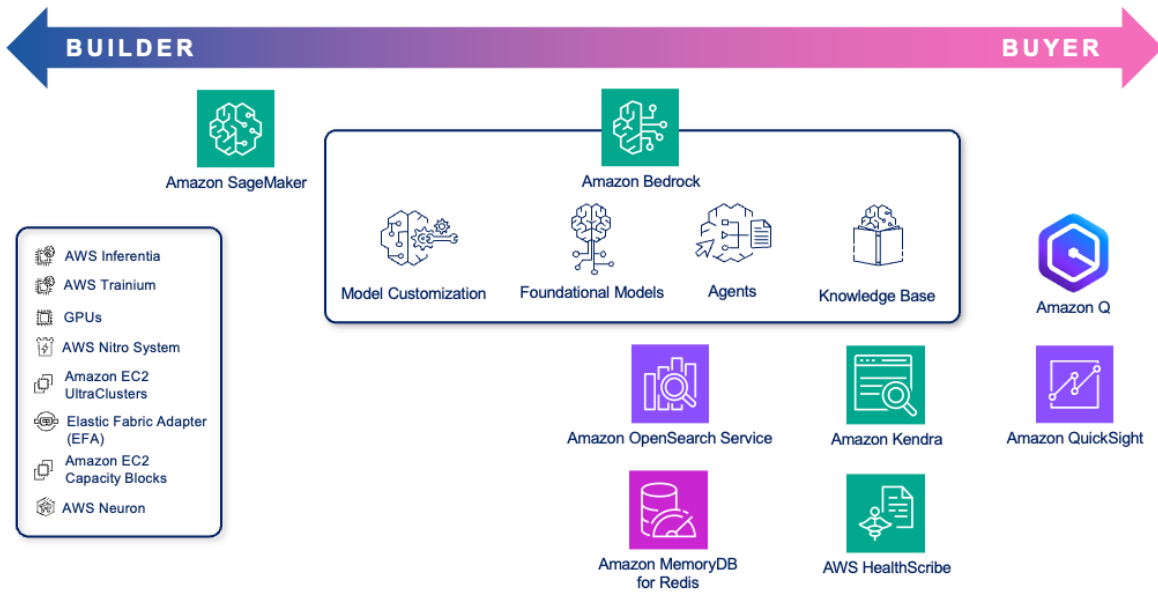 BUILDER
BUYER
Amazon SageMaker
Amazon Bedrock
Model Customization
Foundational Models
Agents
Knowledge Base
AWS Inferentia
AWS Trainium
GPUs
AWS Nitro System
Amazon EC2
UltraClusters
Elastic Fabric Adapter
(EFA)
Amazon EC2
Capacity Blocks
AWS Neuron
Amazon Q
Amazon OpenSearch Service
Amazon Kendra
Amazon QuickSight
Amazon MemoryDB
for Redis
AWS HealthScribe